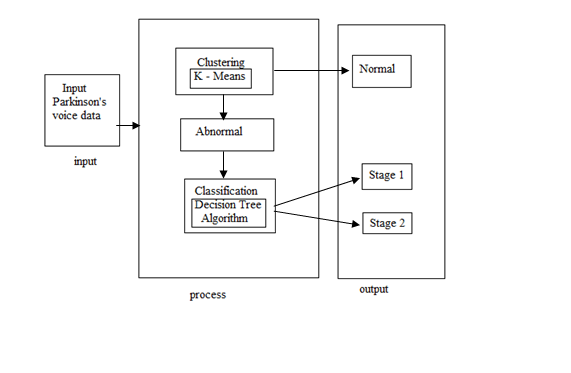 Input
Parkinson's
voice data
input
Clustering
K - Means
Abnormal
Classification
Decision Tree
Algorithm
process
Normal
Stage 1
Stage 2
output